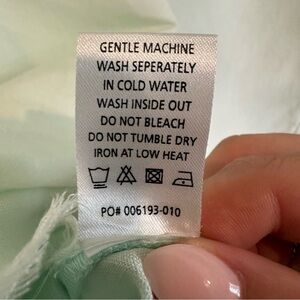 GENTLE MACHINE
WASH SEPERATELY
IN COLD WATER
WASH INSIDE OUT
DO NOT BLEACH
DO NOT TUMBLE DRY
IRON AT LOW HEAT
PO# 006193-010